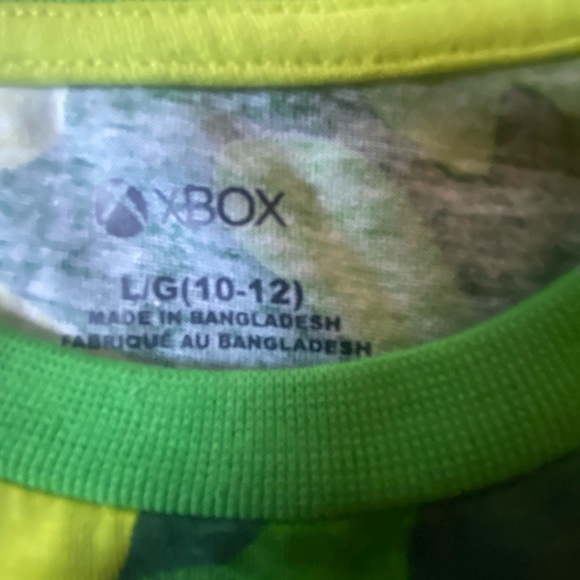 XBOX
L/G(10-12)
MADE IN BANGLADESH
FABRIQUÉ AU BANGLADESH